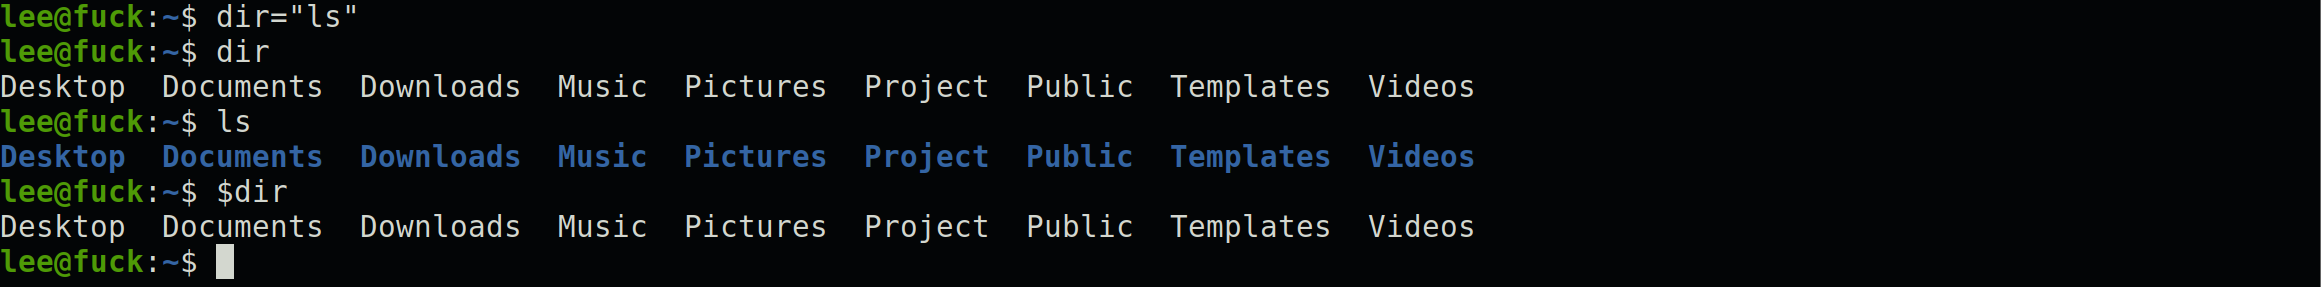 lee@fuck:~$ dir="ls"
lee@fuck:~$ dir
Desktop  Documents  Downloads  Music  Pictures  Project  Public  Templates  Videos
lee@fuck:~$ ls
Desktop  Documents  Downloads  Music  Pictures  Project  Public  Templates  Videos
lee@fuck:~$ $dir
Desktop  Documents  Downloads  Music  Pictures  Project  Public  Templates  Videos
lee@fuck:~$